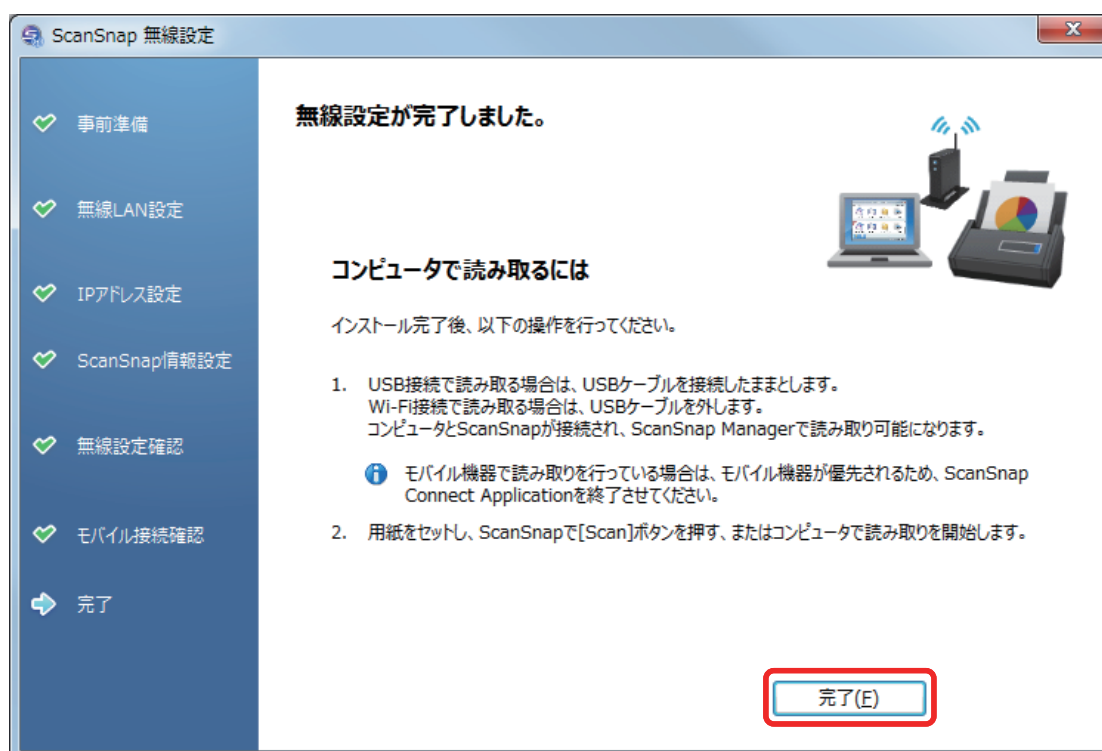 ScanSnap 無線設定
事前準備
無線LAN設定
IPアドレス設定
ScanSnap情報設定
無線設定確認
モバイル接続確認
完了
無線設定が完了しました。
コンピュータで読み取るには
インストール完了後、以下の操作を行ってください。
1. USB接続で読み取る場合は、USBケーブルを接続したままとします。
Wi-Fi接続で読み取る場合は、USBケーブルを外します。
コンピュータとScanSnapが接続され、ScanSnap Managerで読み取り可能になります。
モバイル機器で読み取りを行っている場合は、モバイル機器が優先されるため、ScanSnap
Connect Applicationを終了させてください。
2. 用紙をセットし、ScanSnapで[Scan]ボタンを押す、またはコンピュータで読み取りを開始します。
完了(F)